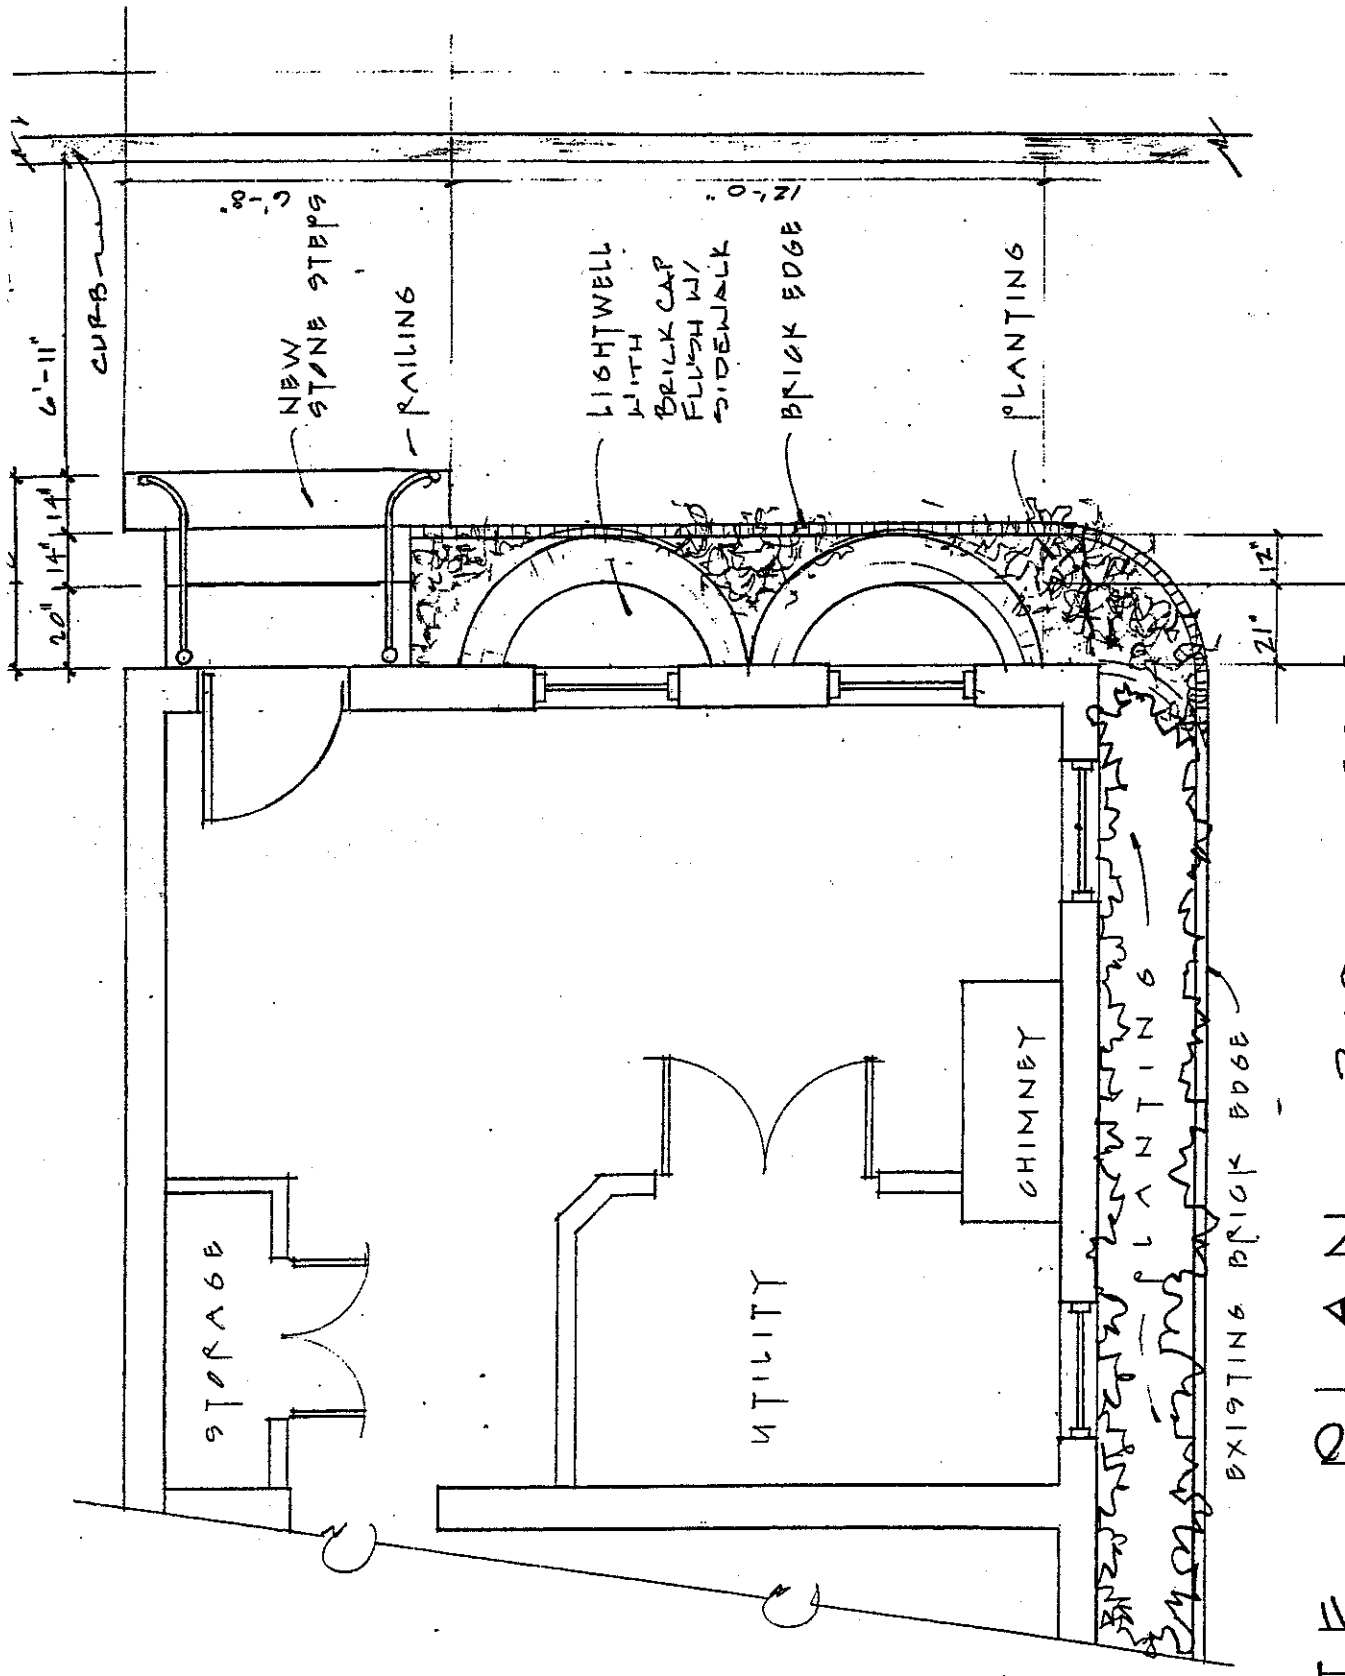 CURB
6'-11"
14"
14"
20"
6'-8"
NEW
STONE STEPS
RAILING
12'-0"
LIGHTWELL
WITH
BRICK CAP
FLUSH W/
SIDEWALK
BRICK EDGE
PLANTING
12"
21"
STORAGE
UTILITY
CHIMNEY
PLANTING
EXISTING BRICK EDGE
PLAN